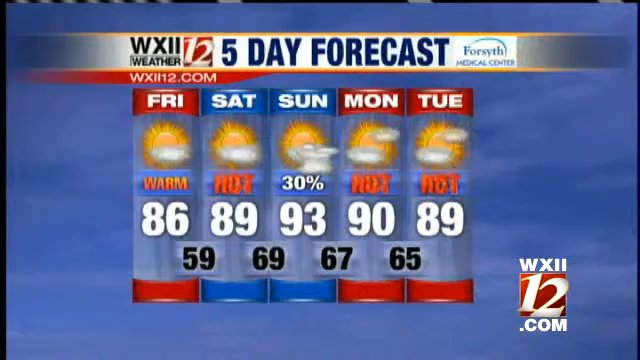 WXII 12
WEATHER
5 DAY FORECAST
Forsyth
MEDICAL CENTER
WXII12.COM
FRI SAT SUN MON TUE
WARM HOT 30% HOT HOT
86 89 93 90 89
59 69 67 65
WXII
12
.COM